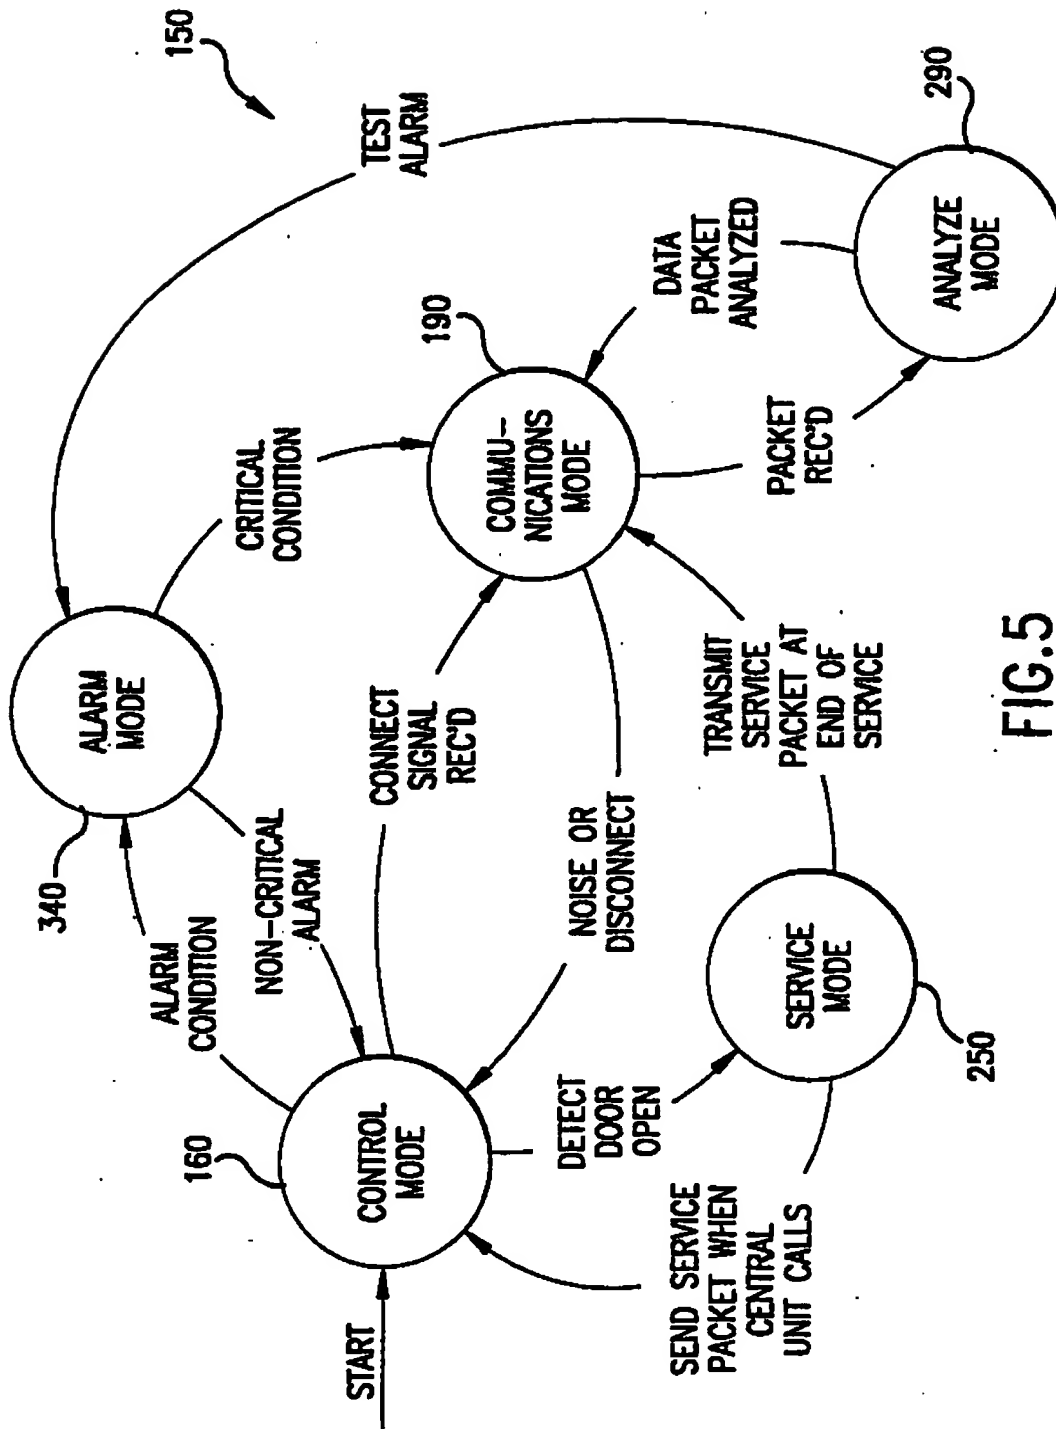 150
TEST
ALARM
340
ALARM
MODE
ALARM
CONDITION
NON-CRITICAL
ALARM
CRITICAL
CONDITION
190
COMMU-
NICATIONS
MODE
CONNECT
SIGNAL
REC'D
DATA
PACKET
ANALYZED
290
ANALYZE
MODE
PACKET
REC'D
160
CONTROL
MODE
START
NOISE OR
DISCONNECT
DETECT
DOOR
OPEN
TRANSMIT
SERVICE
PACKET AT
END OF
SERVICE
SERVICE
MODE
250
SEND SERVICE
PACKET WHEN
CENTRAL
UNIT CALLS
FIG.5